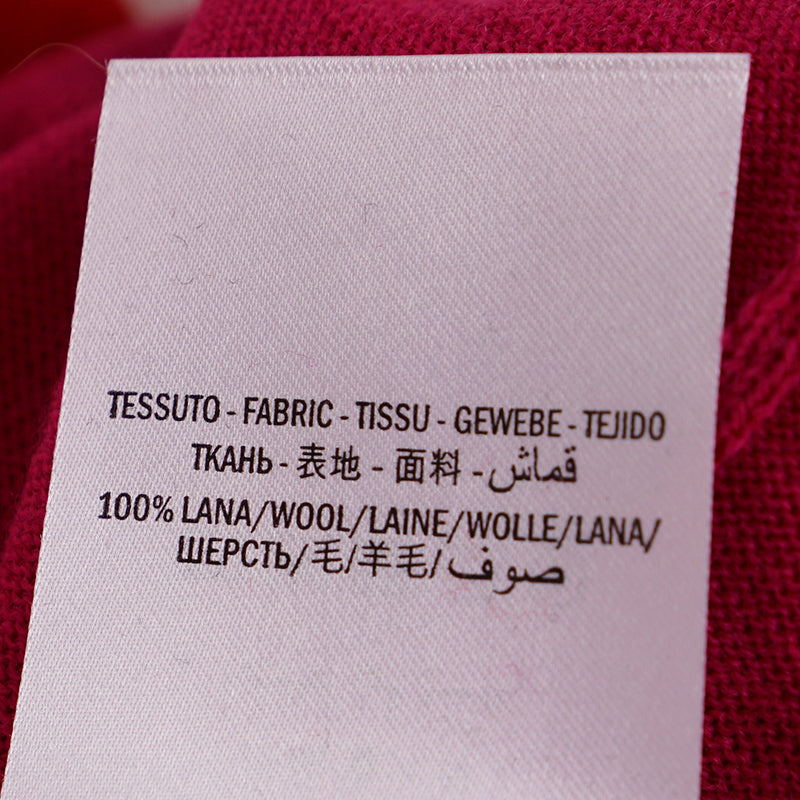 TESSUTO - FABRIC - TISSU - GEWEBE - TEJIDO
ТКАНЬ - 表地 - 面料 - قماش
100% LANA/WOOL/LAINE/WOLLE/LANA/
ШЕРСТЬ/毛/羊毛/صوف